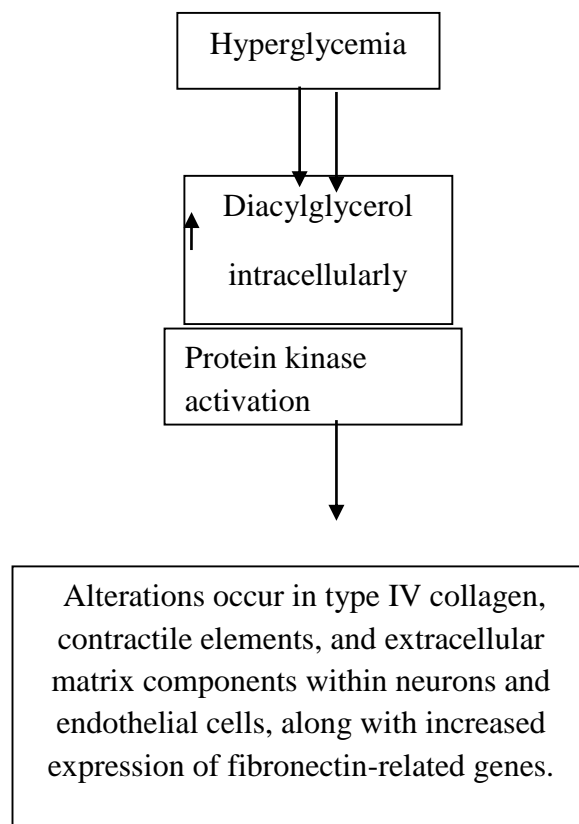 Hyperglycemia
Diacylglycerol
intracellularly
Protein kinase
activation
Alterations occur in type IV collagen,
contractile elements, and extracellular
matrix components within neurons and
endothelial cells, along with increased
expression of fibronectin-related genes.